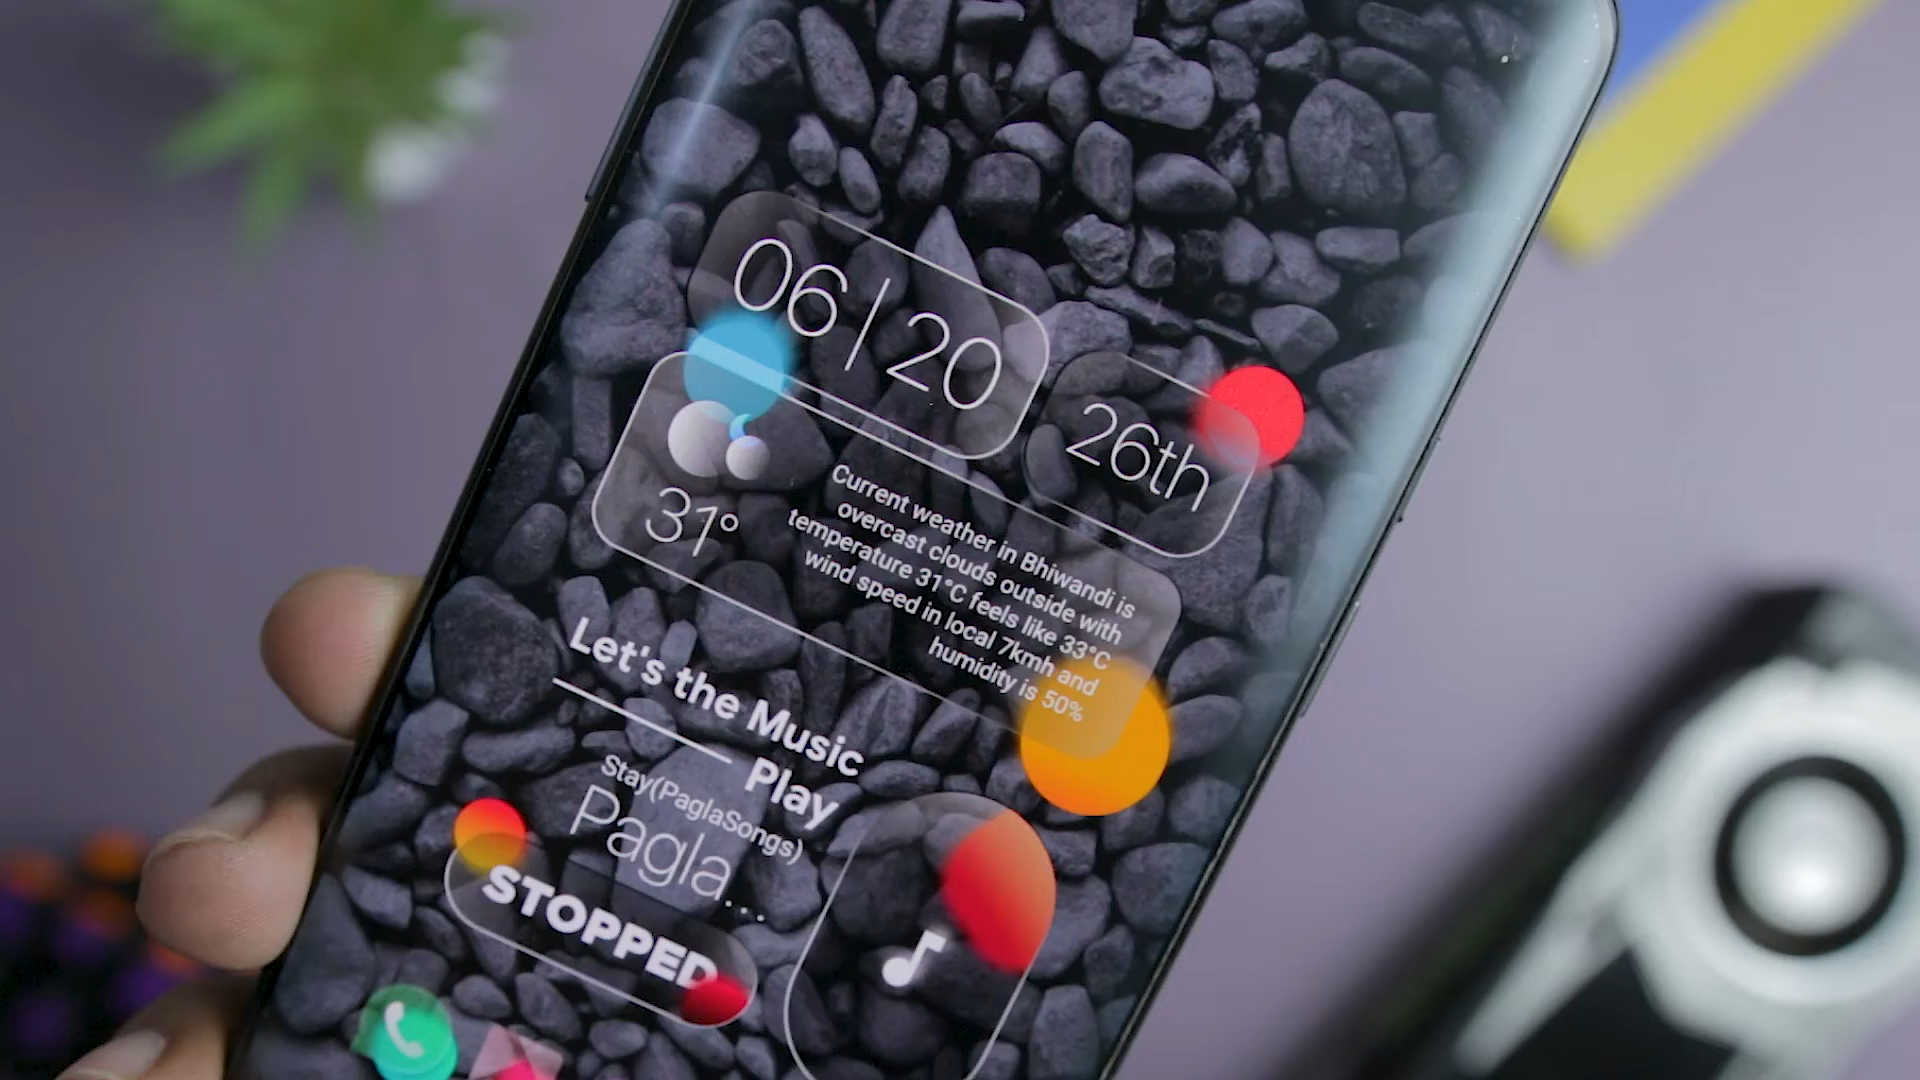 06|20
26th
31°
Current weather in Bhiwandi is
overcast clouds outside with
temperature 31°C feels like 33°C
wind speed in local 7kmh and
humidity is 50%
Let's the Music
Play
Stay(PaglaSongs)
Pagla...
STOPPED